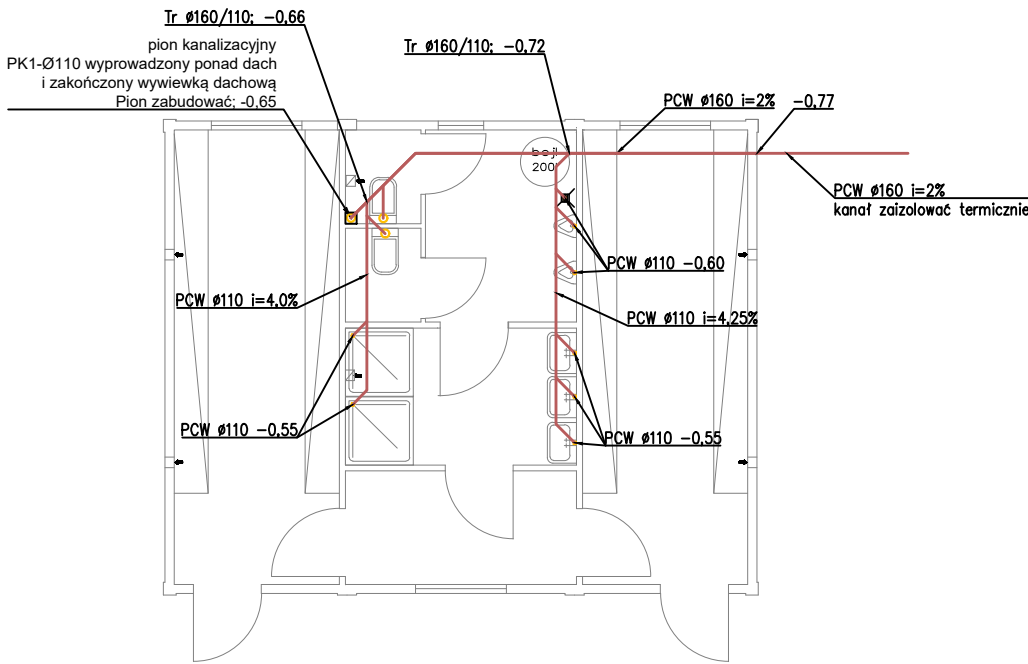 Tr ø160/110; -0,66
pion kanalizacyjny
PK1-Ø110 wyprowadzony ponad dach
i zakończony wywiewką dachową
Pion zabudować; -0,65
Tr ø160/110; -0,72
PCW ø160 i=2% -0,77
bojl
200l
PCW ø160 i=2%
kanał zaizolować termicznie
PCW ø110 -0,60
PCW ø110 i=4,0%
PCW ø110 i=4,25%
PCW ø110 -0,55
PCW ø110 -0,55